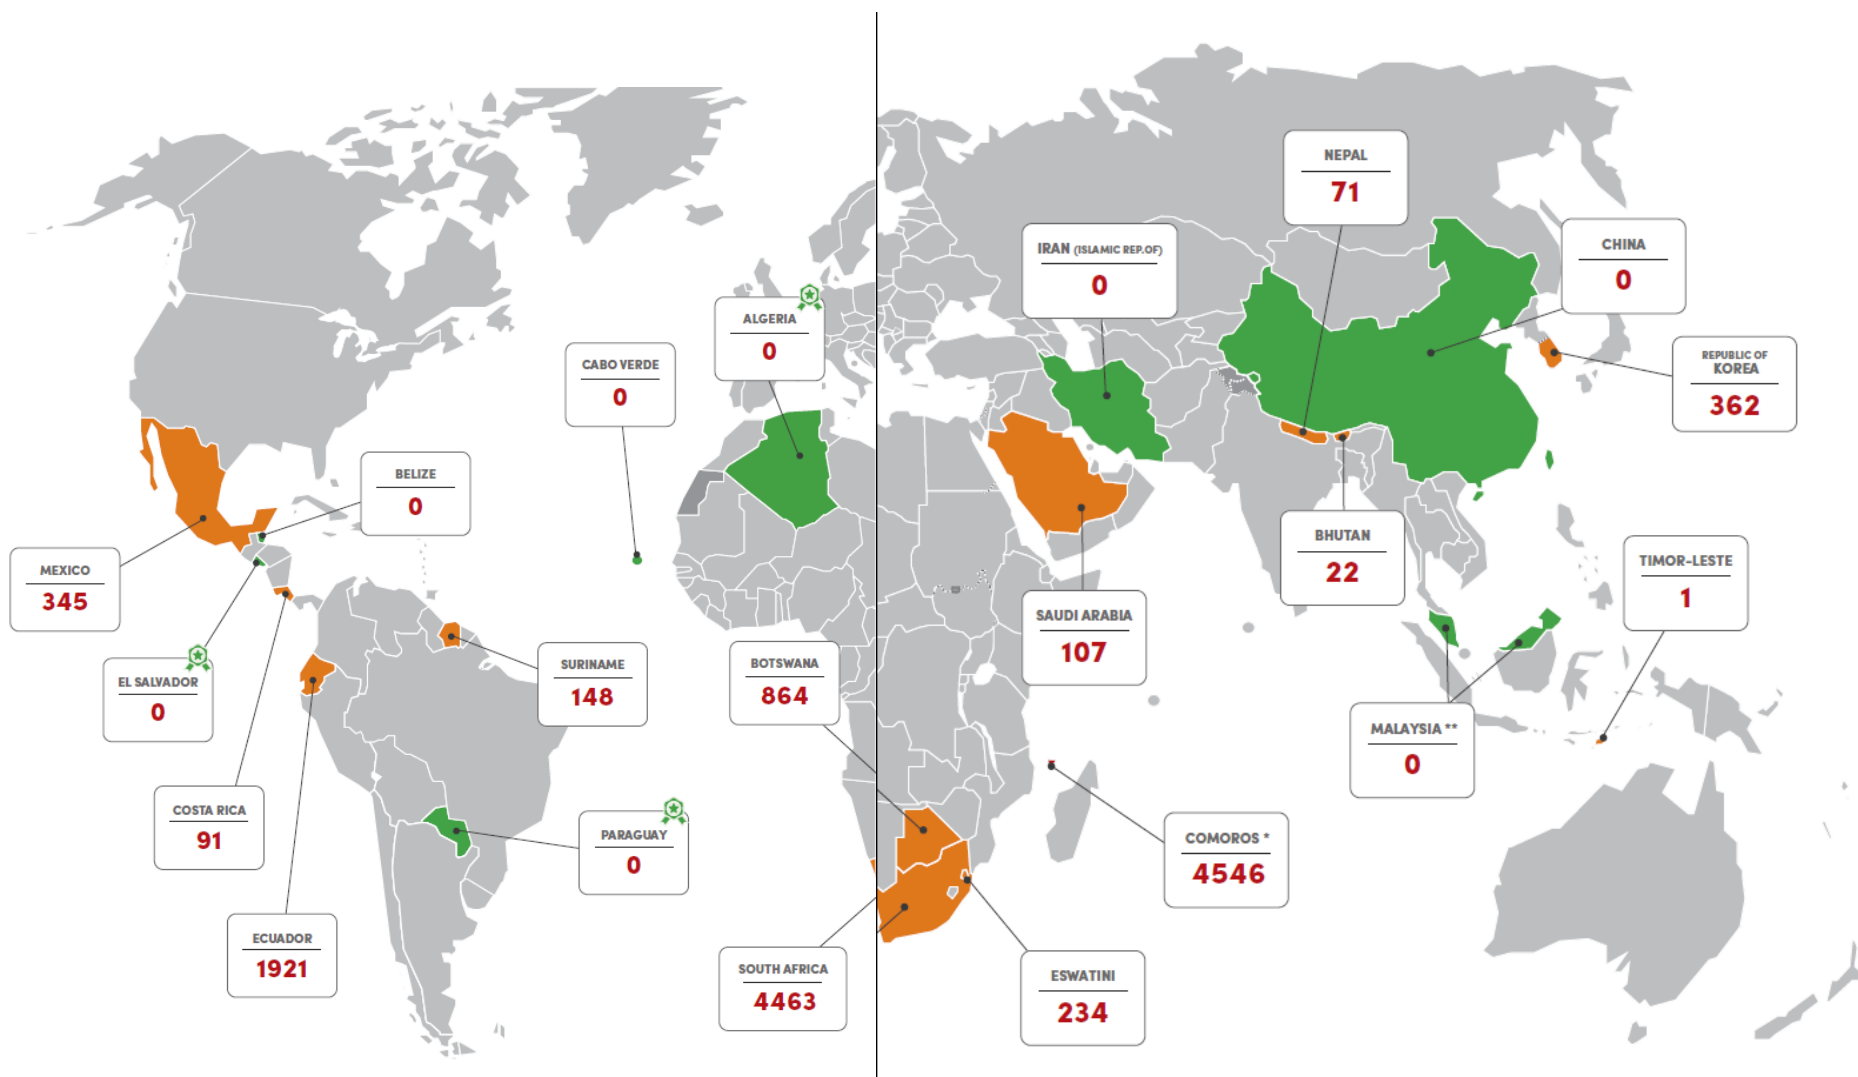 NEPAL
71
IRAN (ISLAMIC REP.OF)
0
CHINA
0
ALGERIA
0
CABO VERDE
0
REPUBLIC OF
KOREA
362
BELIZE
0
MEXICO
345
BHUTAN
22
TIMOR-LESTE
1
SAUDI ARABIA
107
EL SALVADOR
0
SURINAME
148
BOTSWANA
864
MALAYSIA **
0
COSTA RICA
91
PARAGUAY
0
COMOROS *
4546
ECUADOR
1921
SOUTH AFRICA
4463
ESWATINI
234